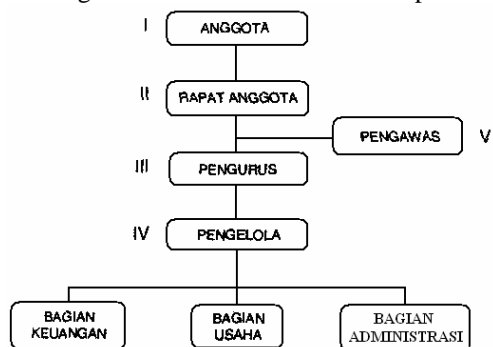 I ANGGOTA
II RAPAT ANGGOTA
PENGAWAS V
III PENGURUS
IV PENGELOLA
BAGIAN
KEUANGAN
BAGIAN
USAHA
BAGIAN
ADMINISTRASI